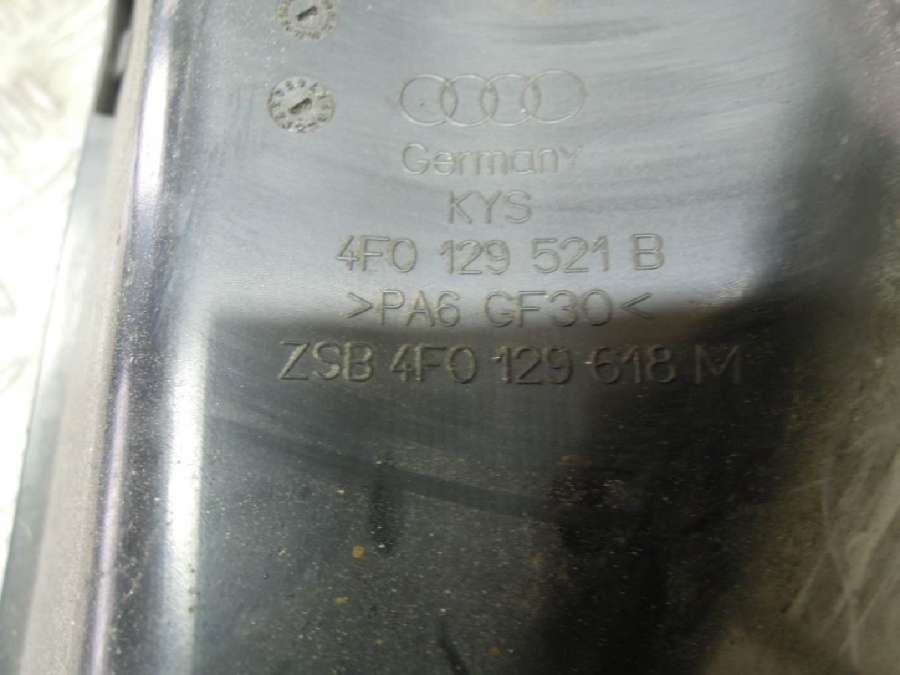 Germany
KYS
4F0 129 521 B
>PA6 GF30<
ZSB 4F0 129 618 M